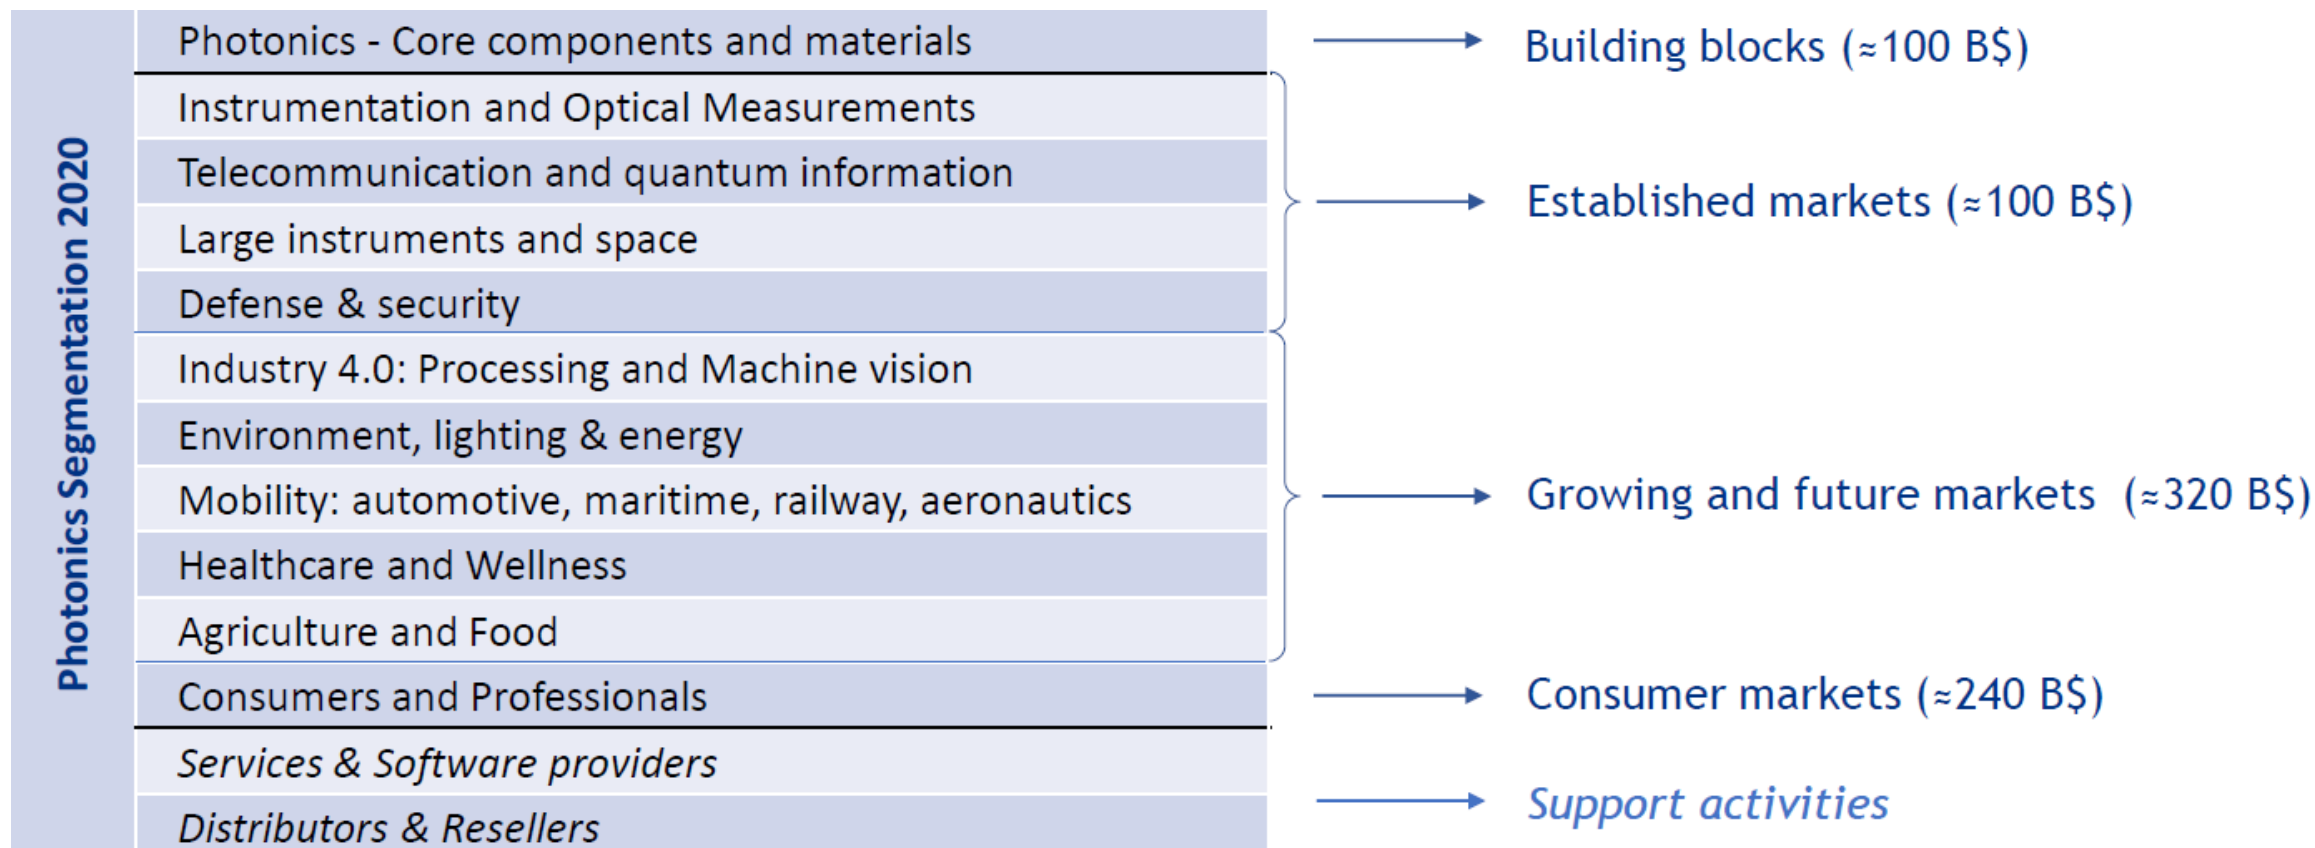 Photonics Segmentation 2020
Photonics - Core components and materials
Building blocks (≈100 B$)
Instrumentation and Optical Measurements
Telecommunication and quantum information
Large instruments and space
Defense & security
Established markets (≈100 B$)
Industry 4.0: Processing and Machine vision
Environment, lighting & energy
Mobility: automotive, maritime, railway, aeronautics
Healthcare and Wellness
Agriculture and Food
Growing and future markets (≈320 B$)
Consumers and Professionals
Consumer markets (≈240 B$)
Services & Software providers
Distributors & Resellers
Support activities